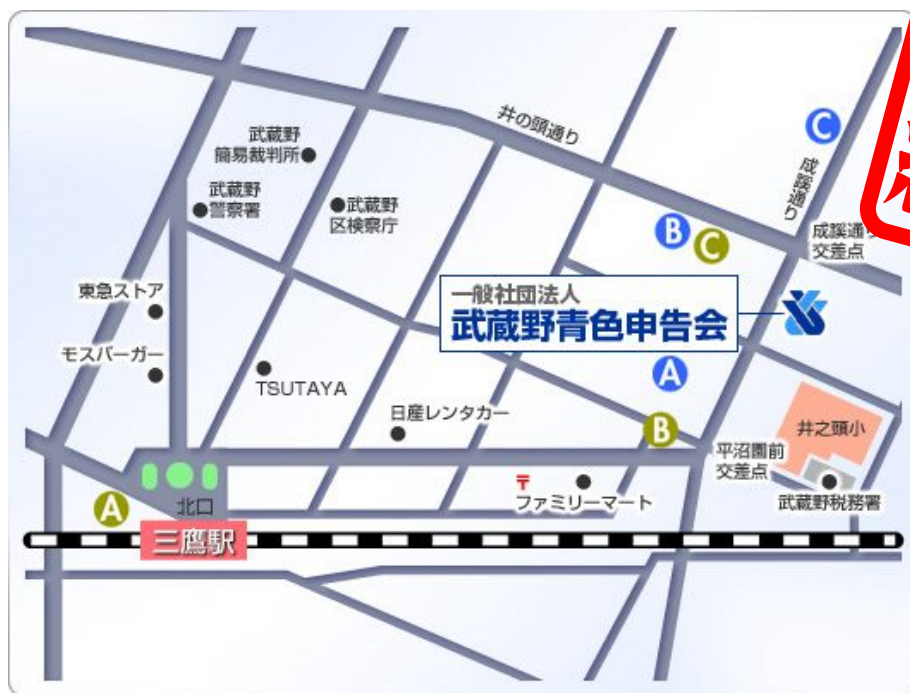 井の頭通り
C
武蔵野
簡易裁判所
成蹊通り
武蔵野
警察署
武蔵野
区検察庁
B
C
成蹊通り
交差点
東急ストア
一般社団法人
武蔵野青色申告会
モスバーガー
TSUTAYA
A
日産レンタカー
B
井之頭小
平沼園前
交差点
〒
ファミリーマート
武蔵野税務署
A
北口
三鷹駅